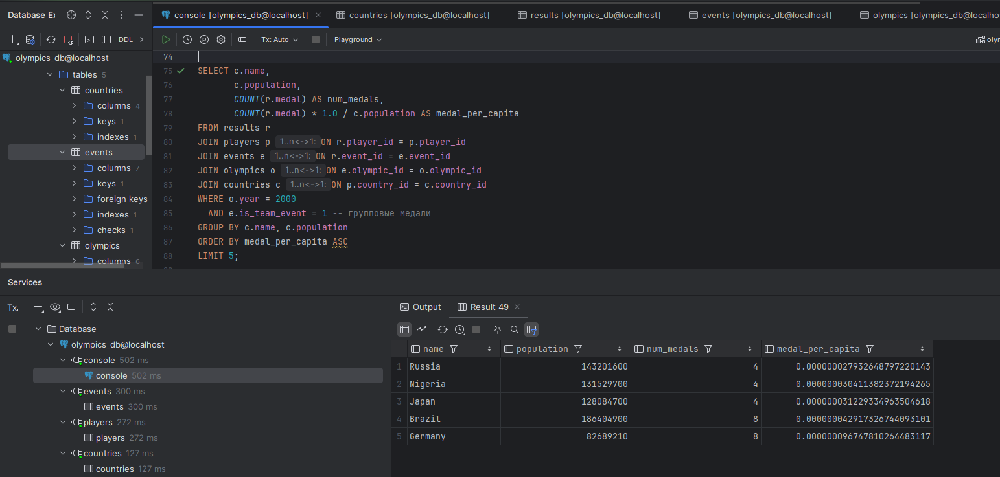 Database E›
console [olympics_db@localhost]
countries [olympics_db@localhost]
results [olympics_db@localhost]
events [olympics_db@localhost]
olympics [olympics_db@localho
DDL
Tx: Auto
Playground
olyr
olympics_db@localhost
tables 5
countries
columns 4
keys 1
indexes 1
events
columns 7
keys 1
foreign keys
indexes 1
checks 1
olympics
columns 6
74
75 SELECT c.name,
76 c.population,
77 COUNT(r.medal) AS num_medals,
78 COUNT(r.medal) * 1.0 / c.population AS medal_per_capita
79 FROM results r
80 JOIN players p 1..n<->1: ON r.player_id = p.player_id
81 JOIN events e 1..n<->1: ON r.event_id = e.event_id
82 JOIN olympics o 1..n<->1: ON e.olympic_id = o.olympic_id
83 JOIN countries c 1..n<->1: ON p.country_id = c.country_id
84 WHERE o.year = 2000
85 AND e.is_team_event = 1 -- групповые медали
86 GROUP BY c.name, c.population
87 ORDER BY medal_per_capita ASC
88 LIMIT 5;
Services
Tx
Database
olympics_db@localhost
console 502 ms
console 502 ms
events 300 ms
events 300 ms
players 272 ms
players 272 ms
countries 127 ms
countries 127 ms
Output
Result 49
name population num_medals medal_per_capita
1 Russia 143201600 4 0.000000027932648797220143
2 Nigeria 131529700 4 0.000000030411382372194265
3 Japan 128084700 4 0.000000031229334963504618
4 Brazil 186404900 8 0.000000042917326744093101
5 Germany 82689210 8 0.000000096747810264483117